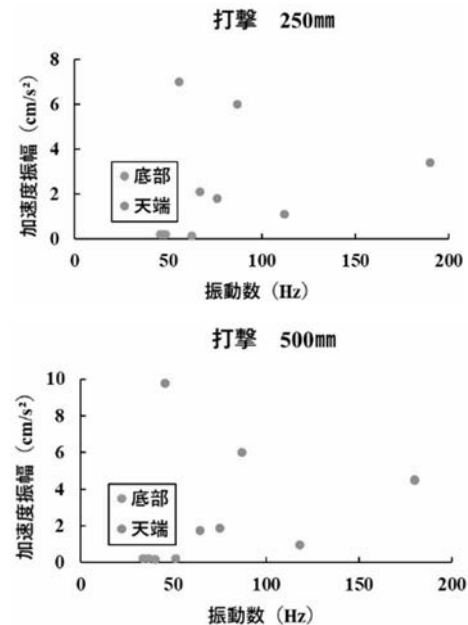 打撃　250㎜
8
6
4
2
0
加速度振幅（cm/s²）
底部
天端
0 50 100 150 200
振動数（Hz）
打撃　500㎜
10
8
6
4
2
0
加速度振幅（cm/s²）
底部
天端
0 50 100 150 200
振動数（Hz）